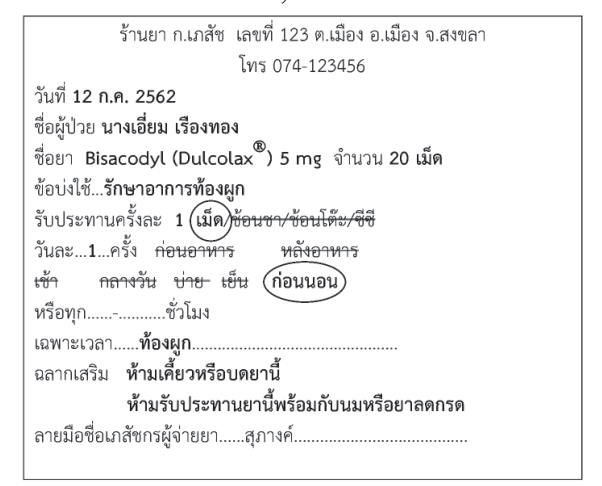 ร้านยา ก.เภสัช เลขที่ 123 ต.เมือง อ.เมือง จ.สงขลา
โทร 074-123456
วันที่ 12 ก.ค. 2562
ชื่อผู้ป่วย นางเอี่ยม เรืองทอง
ชื่อยา Bisacodyl (Dulcolax®) 5 mg จำนวน 20 เม็ด
ข้อบ่งใช้...รักษาอาการท้องผูก
รับประทานครั้งละ 1 เม็ด/ช้อนชา/ช้อนโต๊ะ/ซีซี
วันละ...1...ครั้ง ก่อนอาหาร หลังอาหาร
เช้า กลางวัน บ่าย เย็น ก่อนนอน
หรือทุก......-...........ชั่วโมง
เฉพาะเวลา......ท้องผูก..............................................
ฉลากเสริม ห้ามเคี้ยวหรือบดยานี้
ห้ามรับประทานยานี้พร้อมกับนมหรือยาลดกรด
ลายมือชื่อเภสัชกรผู้จ่ายยา......สุภางค์.......................................